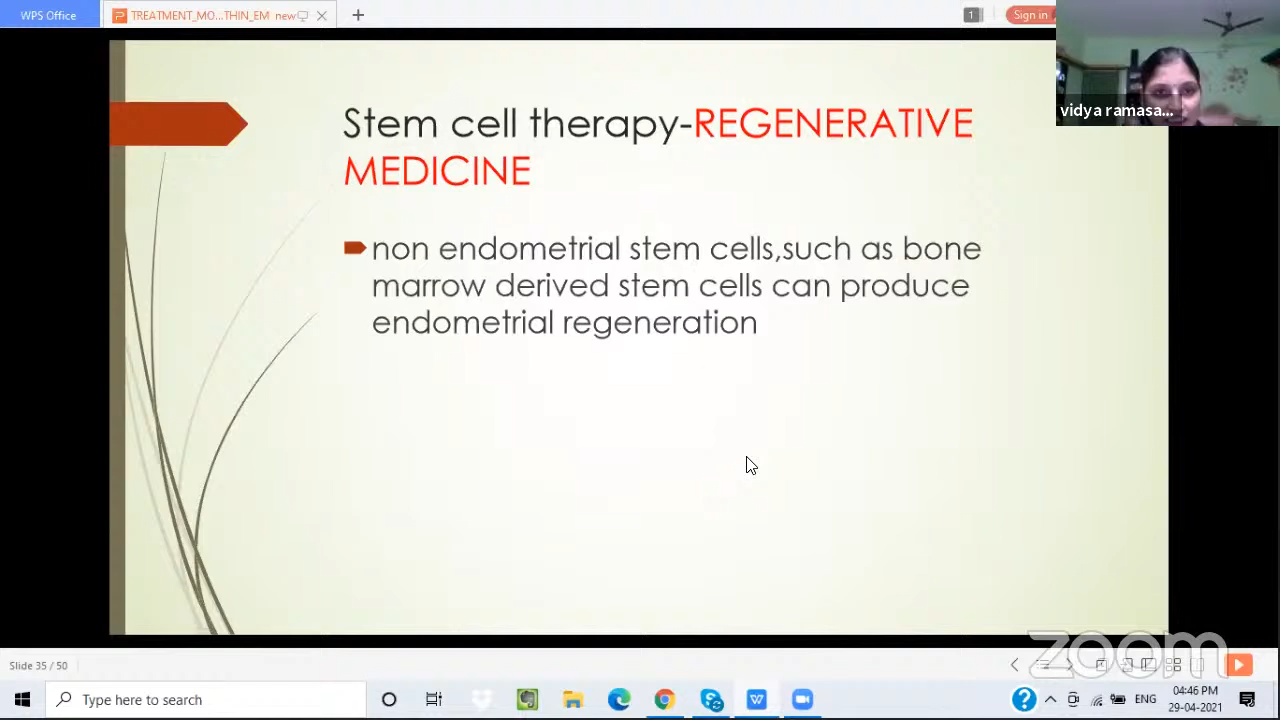 WPS Office
TREATMENT_MO...THIN_EM new
1
Sign in
vidya ramasa...
Stem cell therapy-REGENERATIVE
MEDICINE
non endometrial stem cells,such as bone
marrow derived stem cells can produce
endometrial regeneration
zoom
Slide 35 / 50
Type here to search
ENG
04:46 PM
29-04-2021